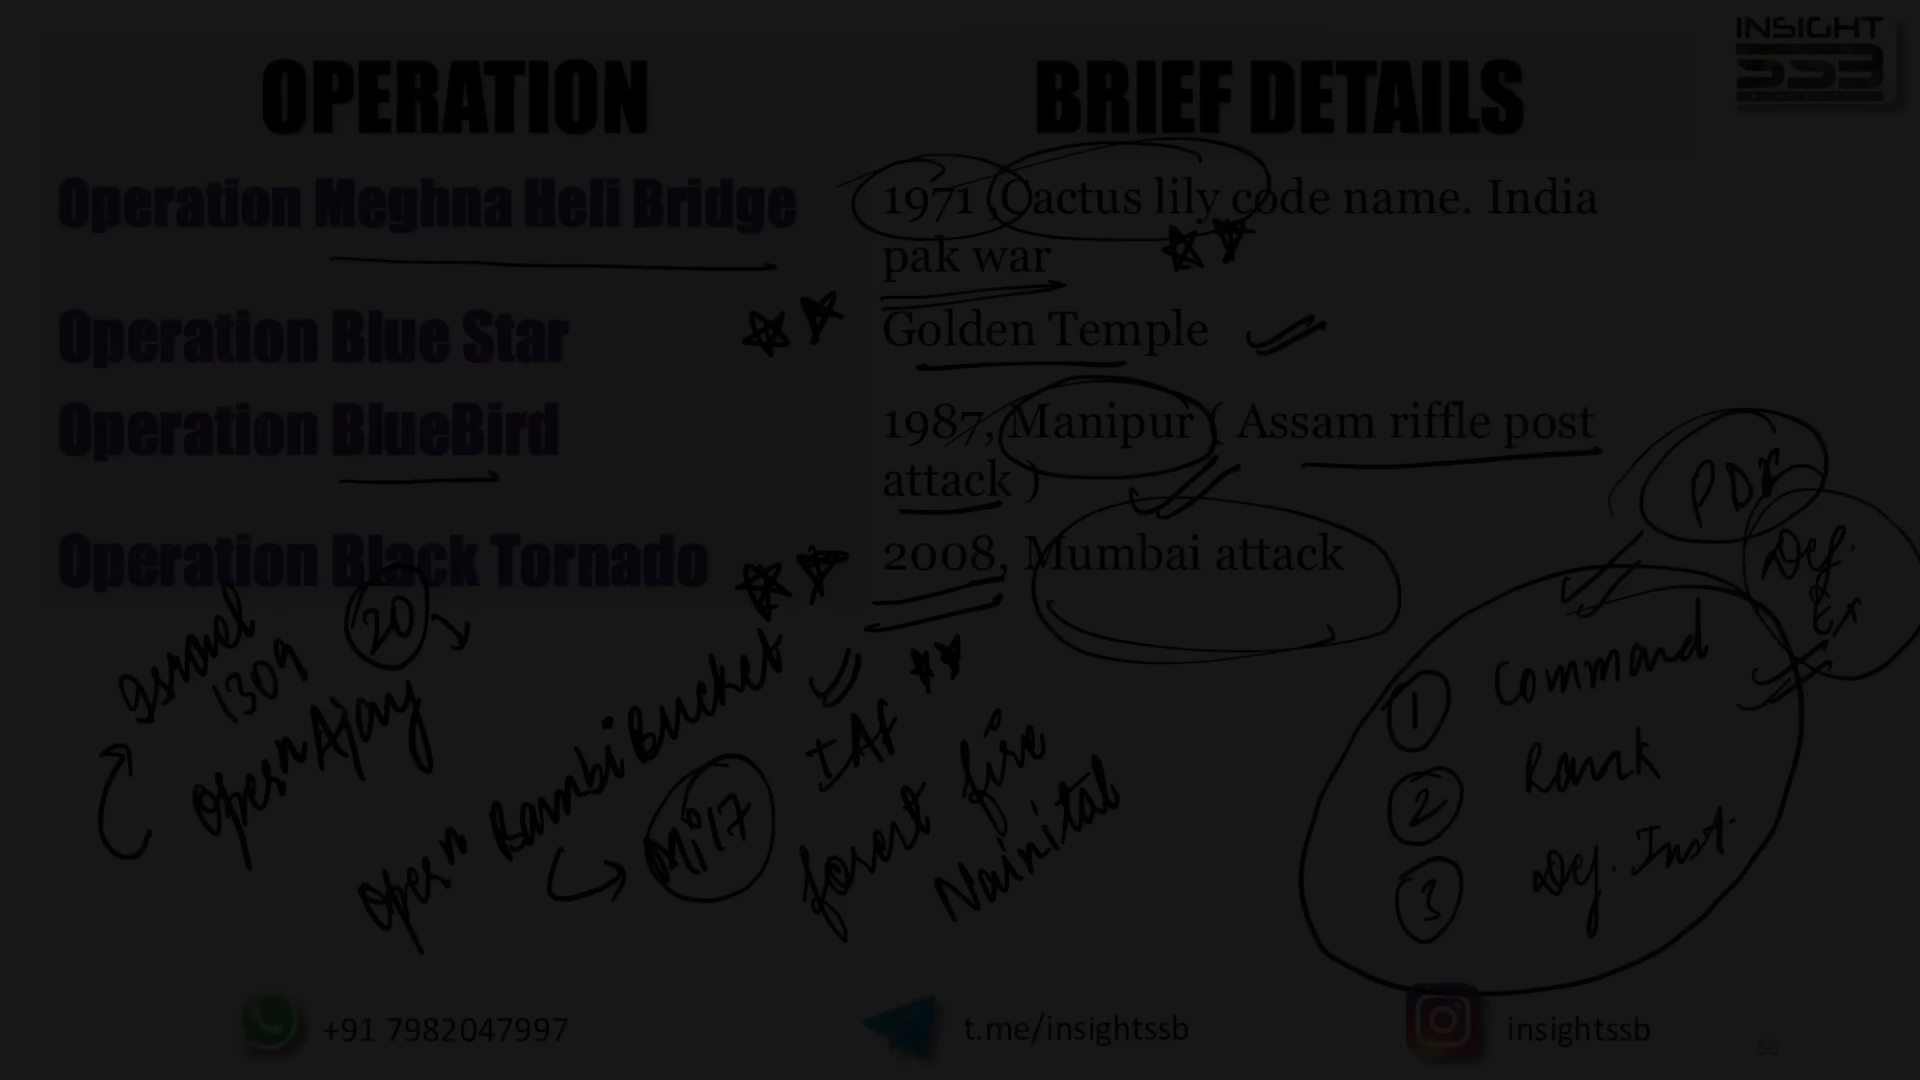 INSIGHT
SSB
OPERATION BRIEF DETAILS
Operation Meghna Heli Bridge 1971 ,Cactus lily code name. India
pak war
Operation Blue Star Golden Temple
Operation BlueBird 1987, Manipur ( Assam riffle post
attack )
Operation Black Tornado 2008, Mumbai attack
PDF
Def.
Ex
Israel
1309
20
Opern Ajay
Opern Bambi Bucket
Mi17
IAF
forest fire
Nainital
1 Command
2 Rank
3 Def. Inst.
+91 7982047997 t.me/insightssb insightssb
58